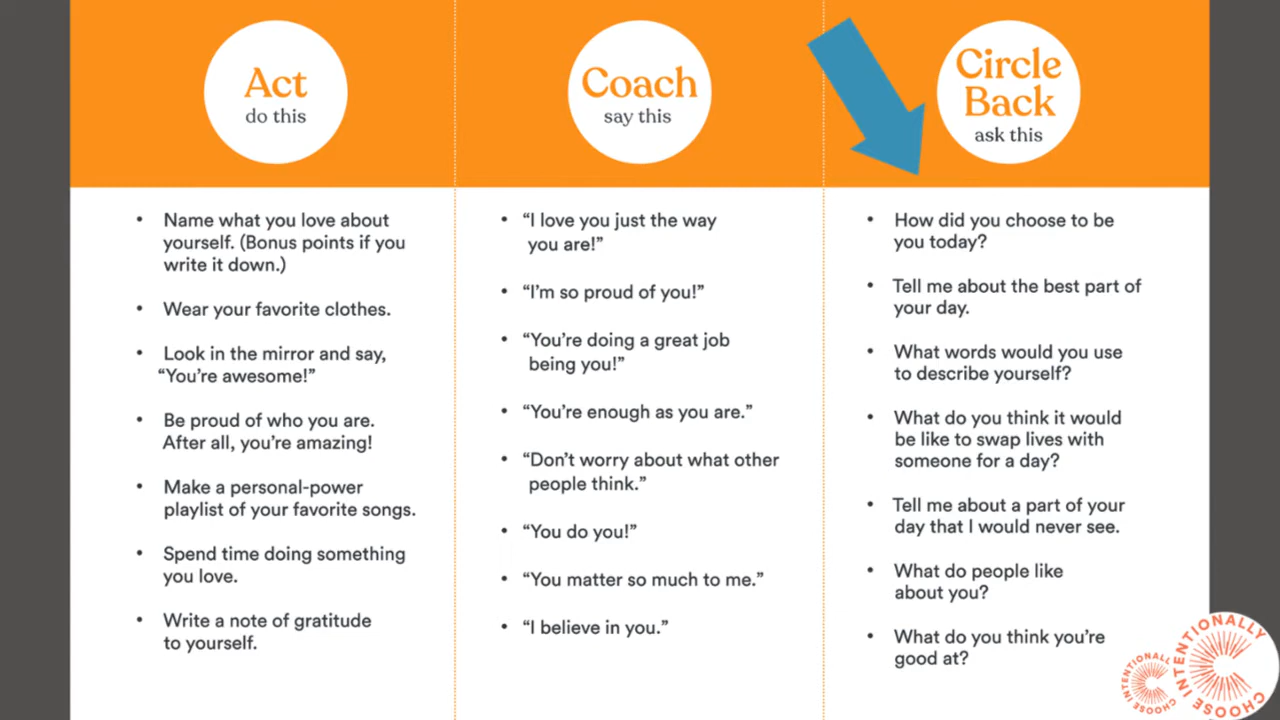 Act
do this
• Name what you love about
yourself. (Bonus points if you
write it down.)
• Wear your favorite clothes.
• Look in the mirror and say,
“You’re awesome!”
• Be proud of who you are.
After all, you’re amazing!
• Make a personal-power
playlist of your favorite songs.
• Spend time doing something
you love.
• Write a note of gratitude
to yourself.
Coach
say this
• “I love you just the way
you are!”
• “I’m so proud of you!”
• “You’re doing a great job
being you!”
• “You’re enough as you are.”
• “Don’t worry about what other
people think.”
• “You do you!”
• “You matter so much to me.”
• “I believe in you.”
Circle
Back
ask this
• How did you choose to be
you today?
• Tell me about the best part of
your day.
• What words would you use
to describe yourself?
• What do you think it would
be like to swap lives with
someone for a day?
• Tell me about a part of your
day that I would never see.
• What do people like
about you?
• What do you think you’re
good at?
CHOOSE INTENTIONALLY
C
CHOOSE INTENTIONALLY
C